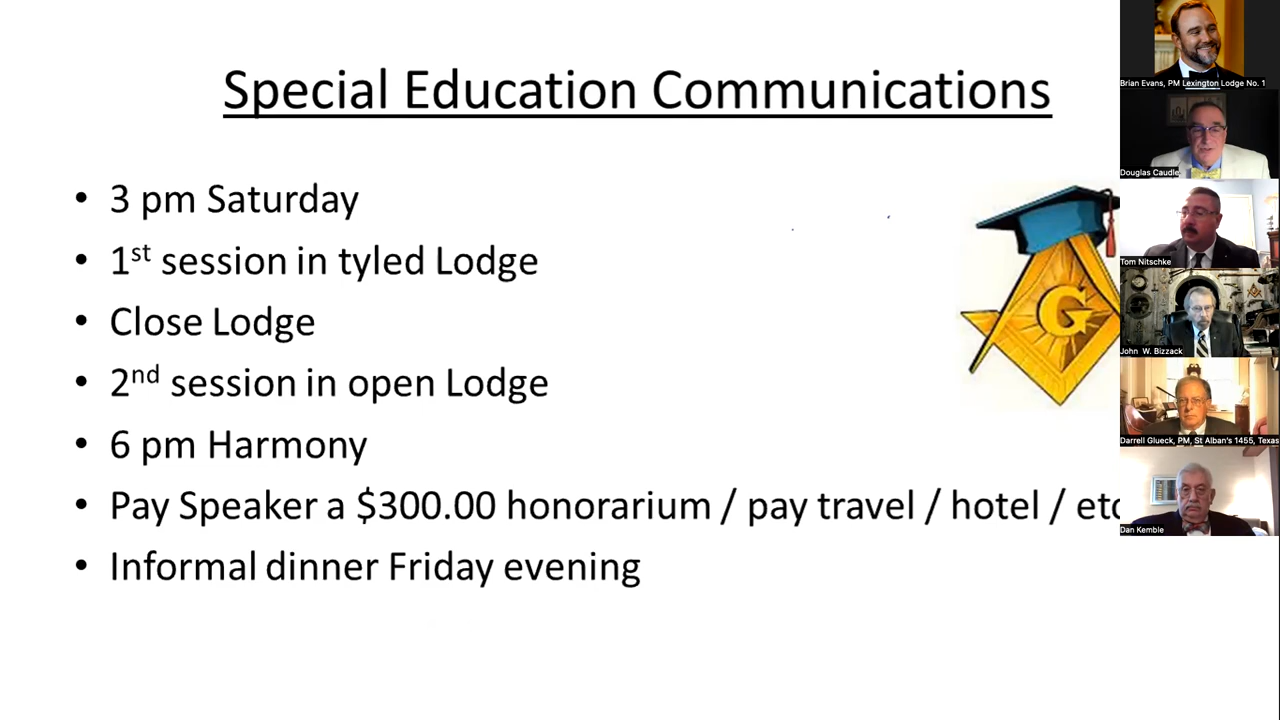 Special Education Communications
• 3 pm Saturday
• 1st session in tyled Lodge
• Close Lodge
• 2nd session in open Lodge
• 6 pm Harmony
• Pay Speaker a $300.00 honorarium / pay travel / hotel / etc
• Informal dinner Friday evening
G
Brian Evans, PM Lexington Lodge No. 1
Douglas Caudle
Tom Nitschke
John W. Bizzack
Darrell Glueck, PM, St Alban's 1455, Texas
Dan Kemble